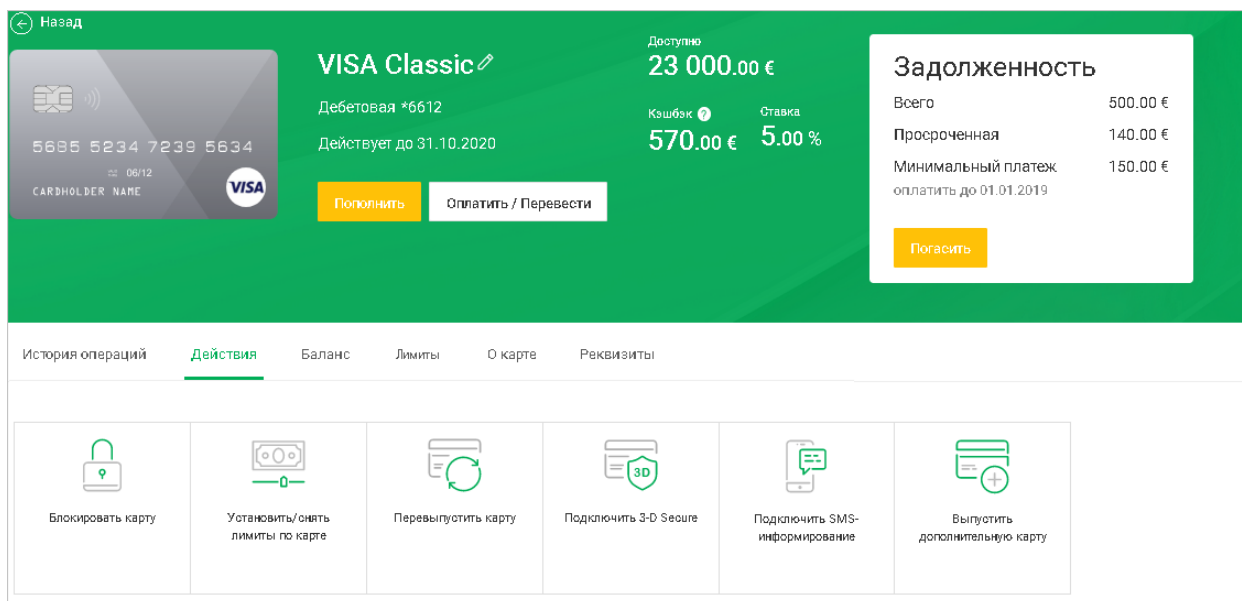 Назад
VISA Classic
Дебетовая *6612
Действует до 31.10.2020
Пополнить
Оплатить / Перевести
5695 5234 7239 5634
06/12
CARDHOLDER NAME
VISA
Доступно
23 000.00 €
Кэшбэк ?
570.00 €
Ставка
5.00 %
Задолженность
Всего 500.00 €
Просроченная 140.00 €
Минимальный платеж 150.00 €
оплатить до 01.01.2019
Погасить
История операций Действия Баланс Лимиты О карте Реквизиты
Блокировать карту
Установить/снять
лимиты по карте
Перевыпустить карту
3D
Подключить 3-D Secure
Подключить SMS-
информирование
Выпустить
дополнительную карту